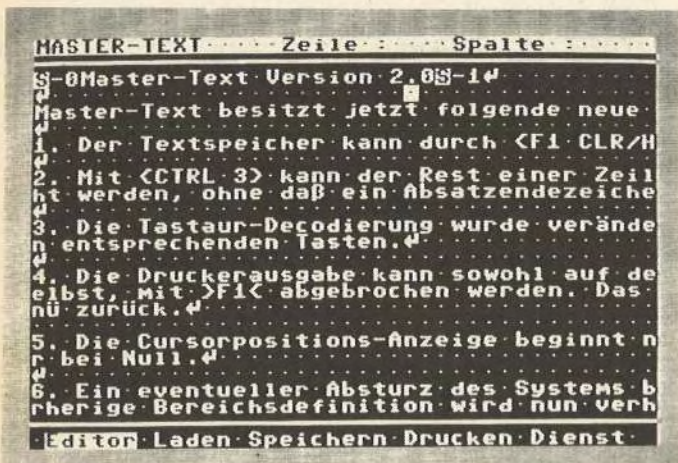 MASTER-TEXT Zeile : Spalte :
S-0Master-Text Version 2.0S-1↵
↵
Master-Text besitzt jetzt folgende neue
↵
1. Der Textspeicher kann durch <F1 CLR/H
↵
2. Mit <CTRL 3> kann der Rest einer Zeil
ht werden, ohne daß ein Absatzendezeiche
↵
3. Die Tastaur-Decodierung wurde verände
n entsprechenden Tasten.↵
↵
4. Die Druckerausgabe kann sowohl auf de
elbst, mit >F1< abgebrochen werden. Das
nü zurück.↵
↵
5. Die Cursorpositions-Anzeige beginnt n
r bei Null.↵
↵
6. Ein eventueller Absturz des Systems b
rherige Bereichsdefinition wird nun verh
Editor Laden Speichern Drucken Dienst